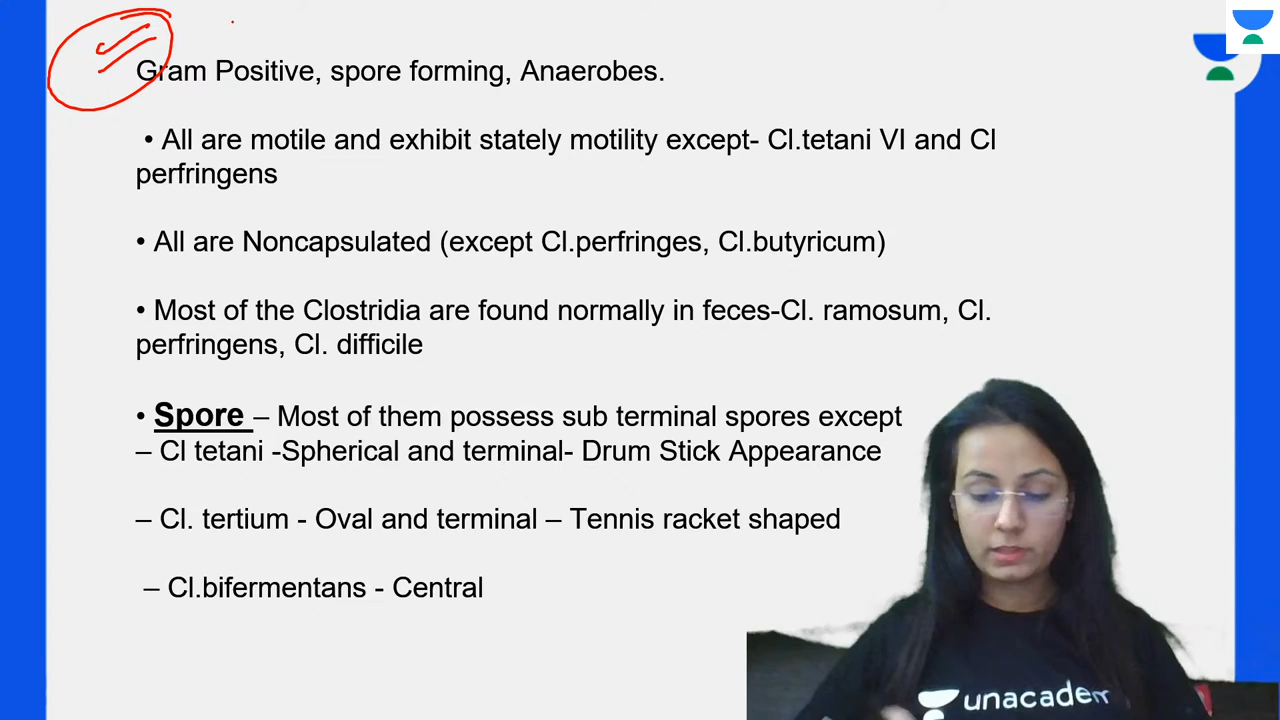 Gram Positive, spore forming, Anaerobes.
• All are motile and exhibit stately motility except- Cl.tetani VI and Cl
perfringens
• All are Noncapsulated (except Cl.perfringes, Cl.butyricum)
• Most of the Clostridia are found normally in feces-Cl. ramosum, Cl.
perfringens, Cl. difficile
• Spore – Most of them possess sub terminal spores except
– Cl tetani -Spherical and terminal- Drum Stick Appearance
– Cl. tertium - Oval and terminal – Tennis racket shaped
– Cl.bifermentans - Central
unacadem